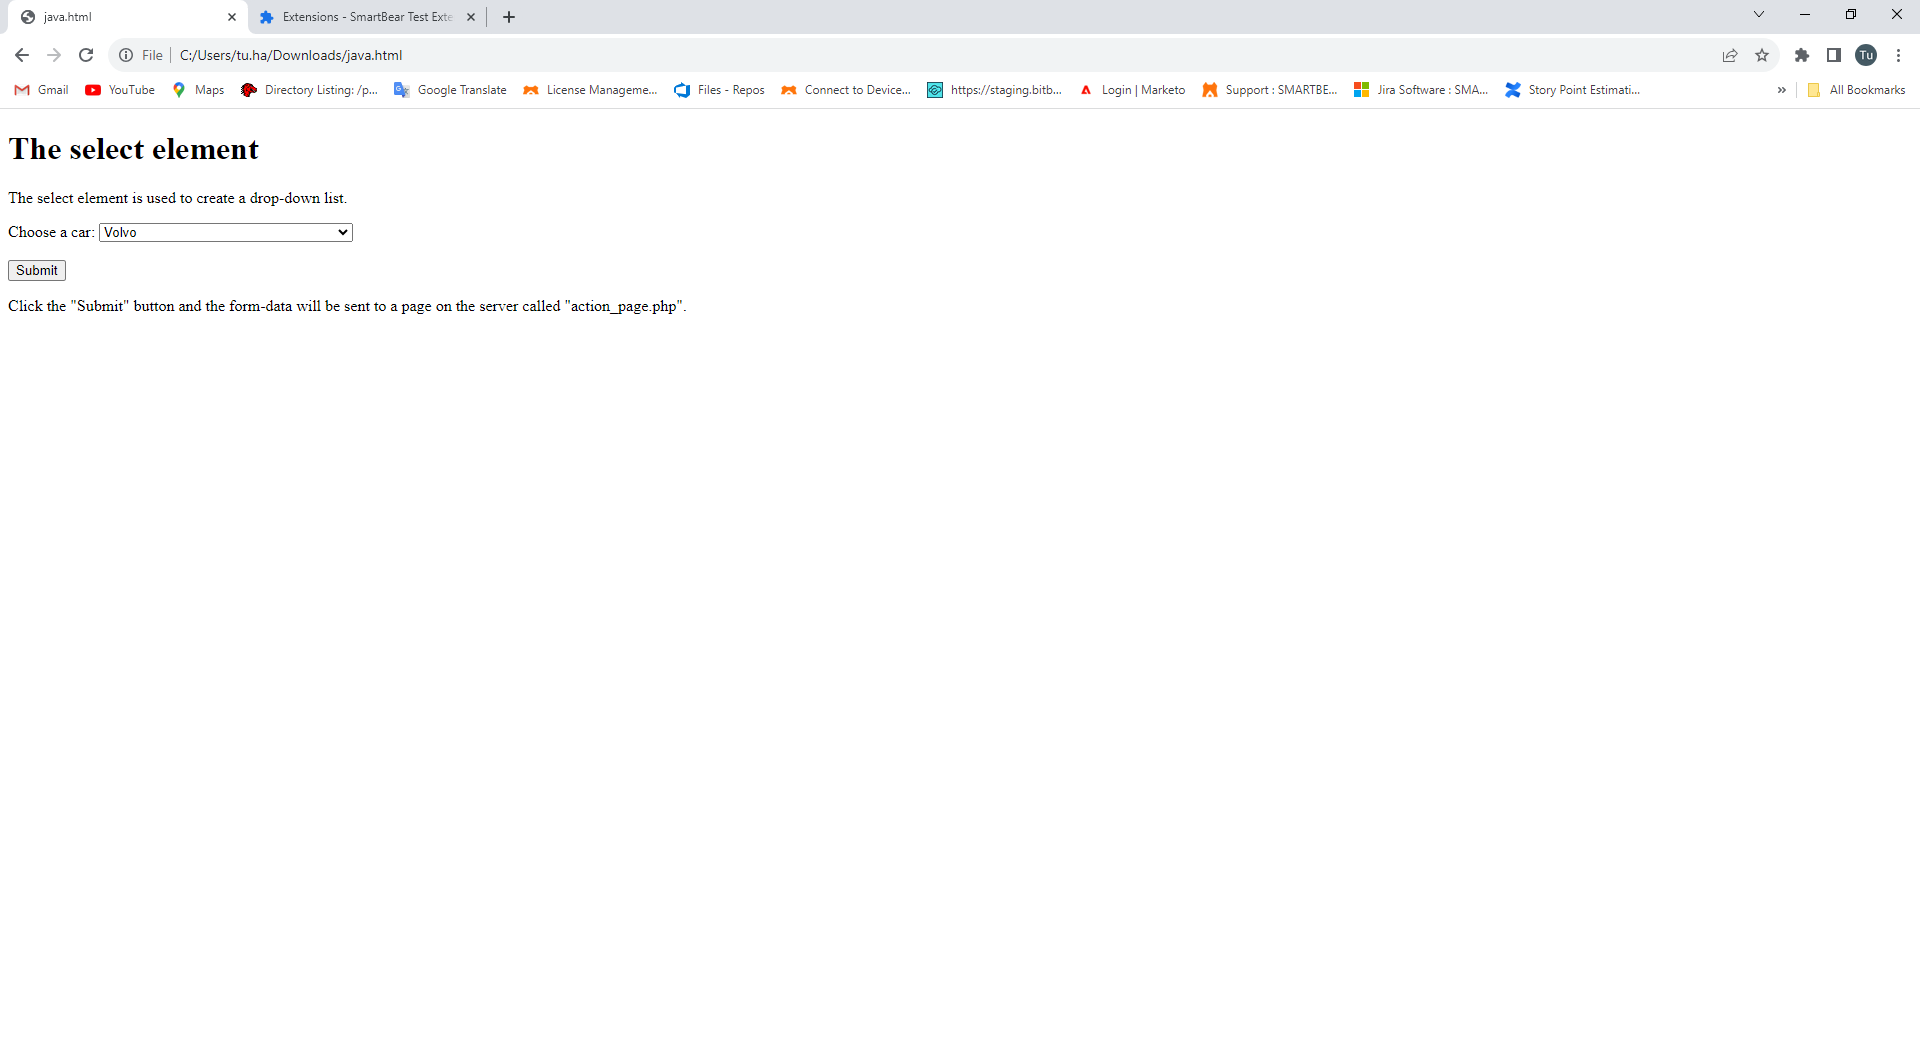 java.html
Extensions - SmartBear Test Exte
File
C:/Users/tu.ha/Downloads/java.html
Tu
Gmail
YouTube
Maps
Directory Listing: /p...
Google Translate
License Manageme...
Files - Repos
Connect to Device...
https://staging.bitb...
Login | Marketo
Support : SMARTBE...
Jira Software : SMA...
Story Point Estimati...
»
All Bookmarks
The select element
The select element is used to create a drop-down list.
Choose a car: Volvo
Submit
Click the "Submit" button and the form-data will be sent to a page on the server called "action_page.php".